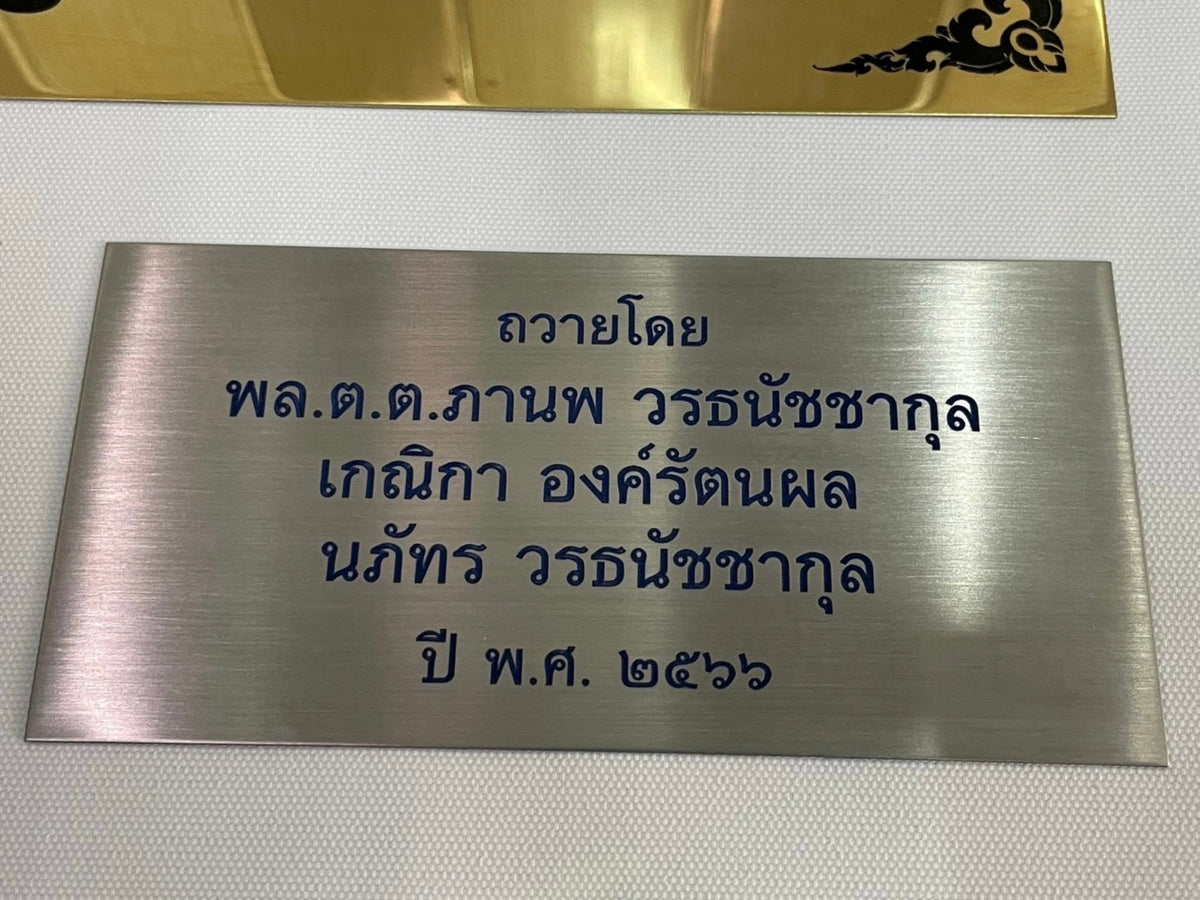 ถวายโดย
พล.ต.ต.ภานพ วรธนัชชากุล
เกณิกา องค์รัตนผล
นภัทร วรธนัชชากุล
ปี พ.ศ. ๒๕๖๖